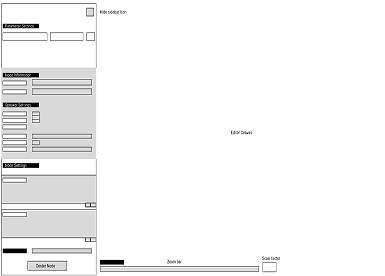 Hide sidebar Icon
Parameter Settings
Node Information
Speaker Settings
Editor Draws
Node Settings
Zoom bar
Scale factor
Delete Node